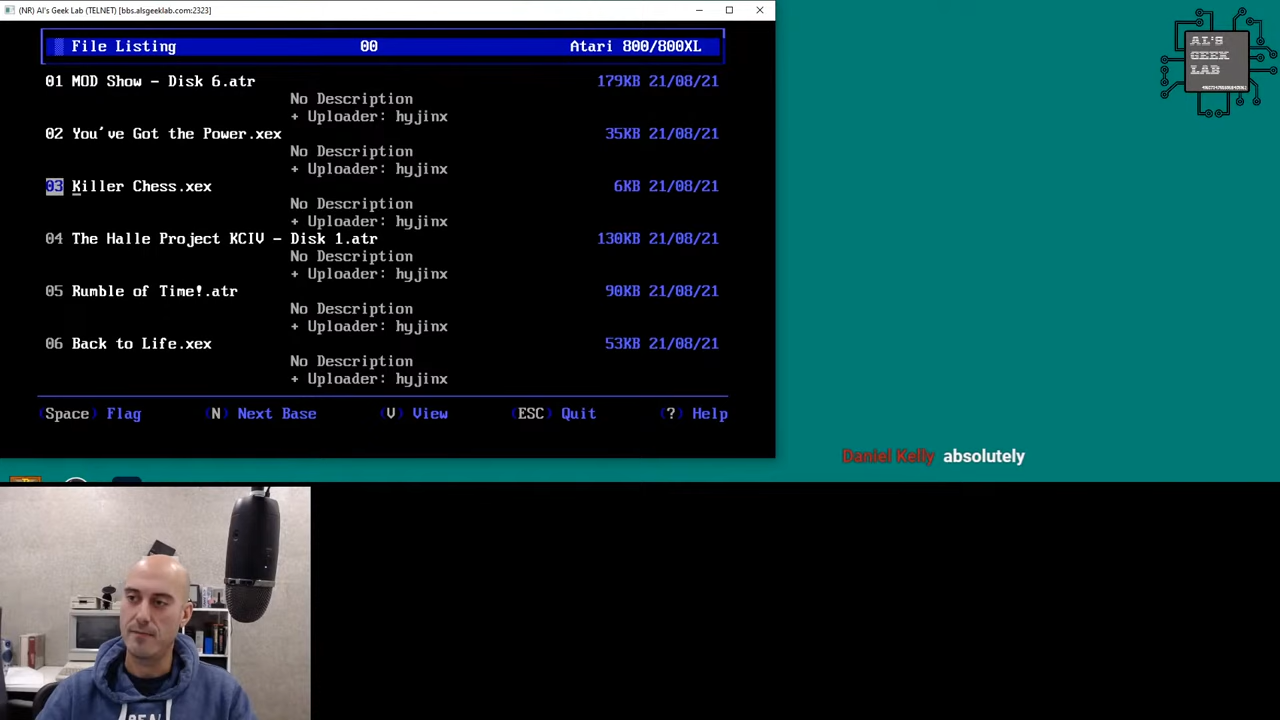 (NR) Al's Geek Lab (TELNET) [bbs.alsgeeklab.com:2323]
File Listing 00 Atari 800/800XL
01 MOD Show - Disk 6.atr 179KB 21/08/21
No Description
+ Uploader: hyjinx
02 You've Got the Power.xex 35KB 21/08/21
No Description
+ Uploader: hyjinx
03 Killer Chess.xex 6KB 21/08/21
No Description
+ Uploader: hyjinx
04 The Halle Project KCIV - Disk 1.atr 130KB 21/08/21
No Description
+ Uploader: hyjinx
05 Rumble of Time!.atr 90KB 21/08/21
No Description
+ Uploader: hyjinx
06 Back to Life.xex 53KB 21/08/21
No Description
+ Uploader: hyjinx
(Space) Flag (N) Next Base (V) View (ESC) Quit (?) Help
AL'S
GEEK
LAB
Daniel Kelly absolutely